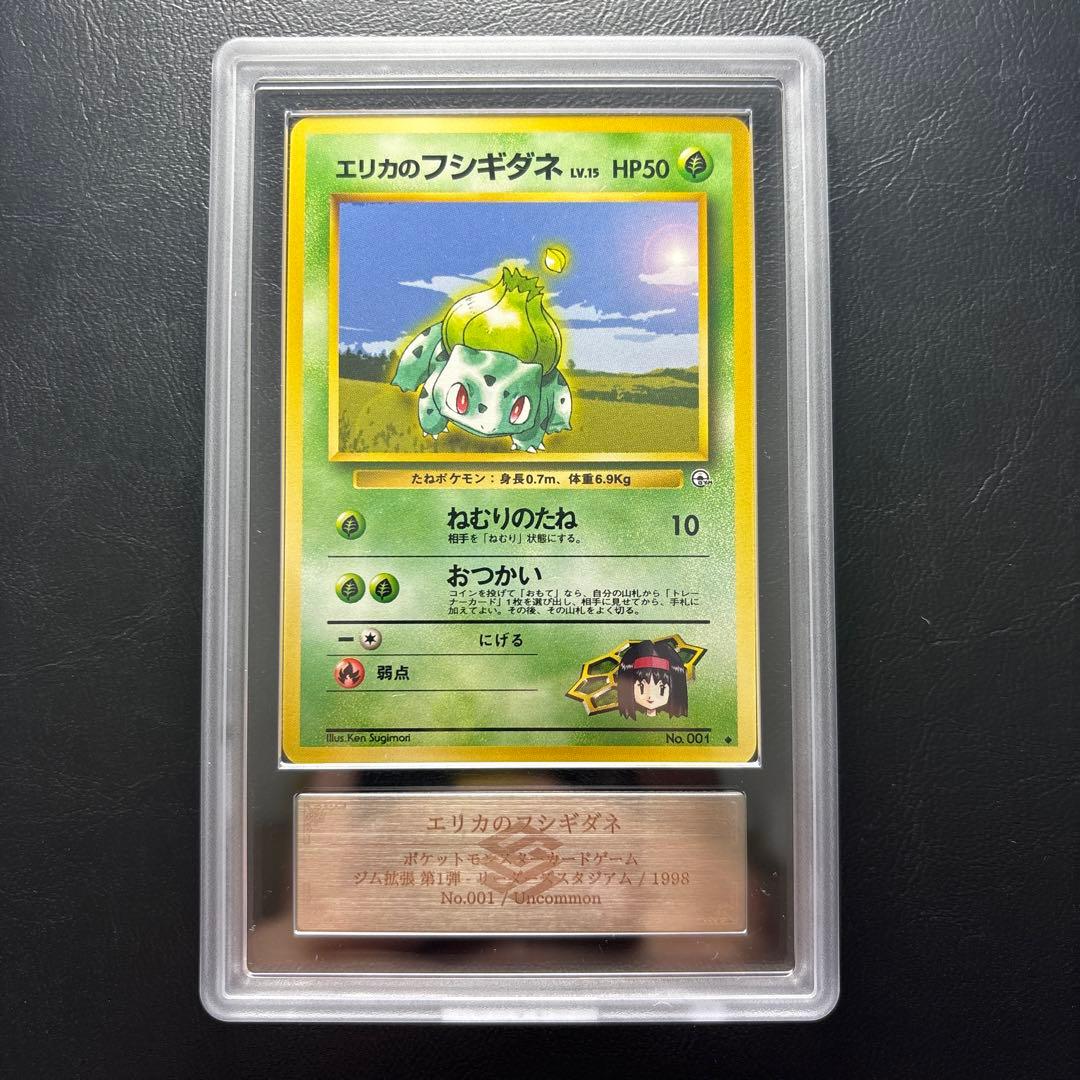 エリカのフシギダネ LV.15 HP50
たねポケモン：身長0.7m、体重6.9Kg
ねむりのたね 10
相手を「ねむり」状態にする。
おつかい
コインを投げて「おもて」なら、自分の山札から「トレー
ナーカード」1枚を選び出し、相手に見せてから、手札に
加えてよい。その後、その山札をよく切る。
にげる
弱点
Illus.Ken Sugimori No. 001
エリカのフシギダネ
ポケットモンスターカードゲーム
ジム拡張 第1弾 - リーダーズスタジアム / 1998
No.001 / Uncommon